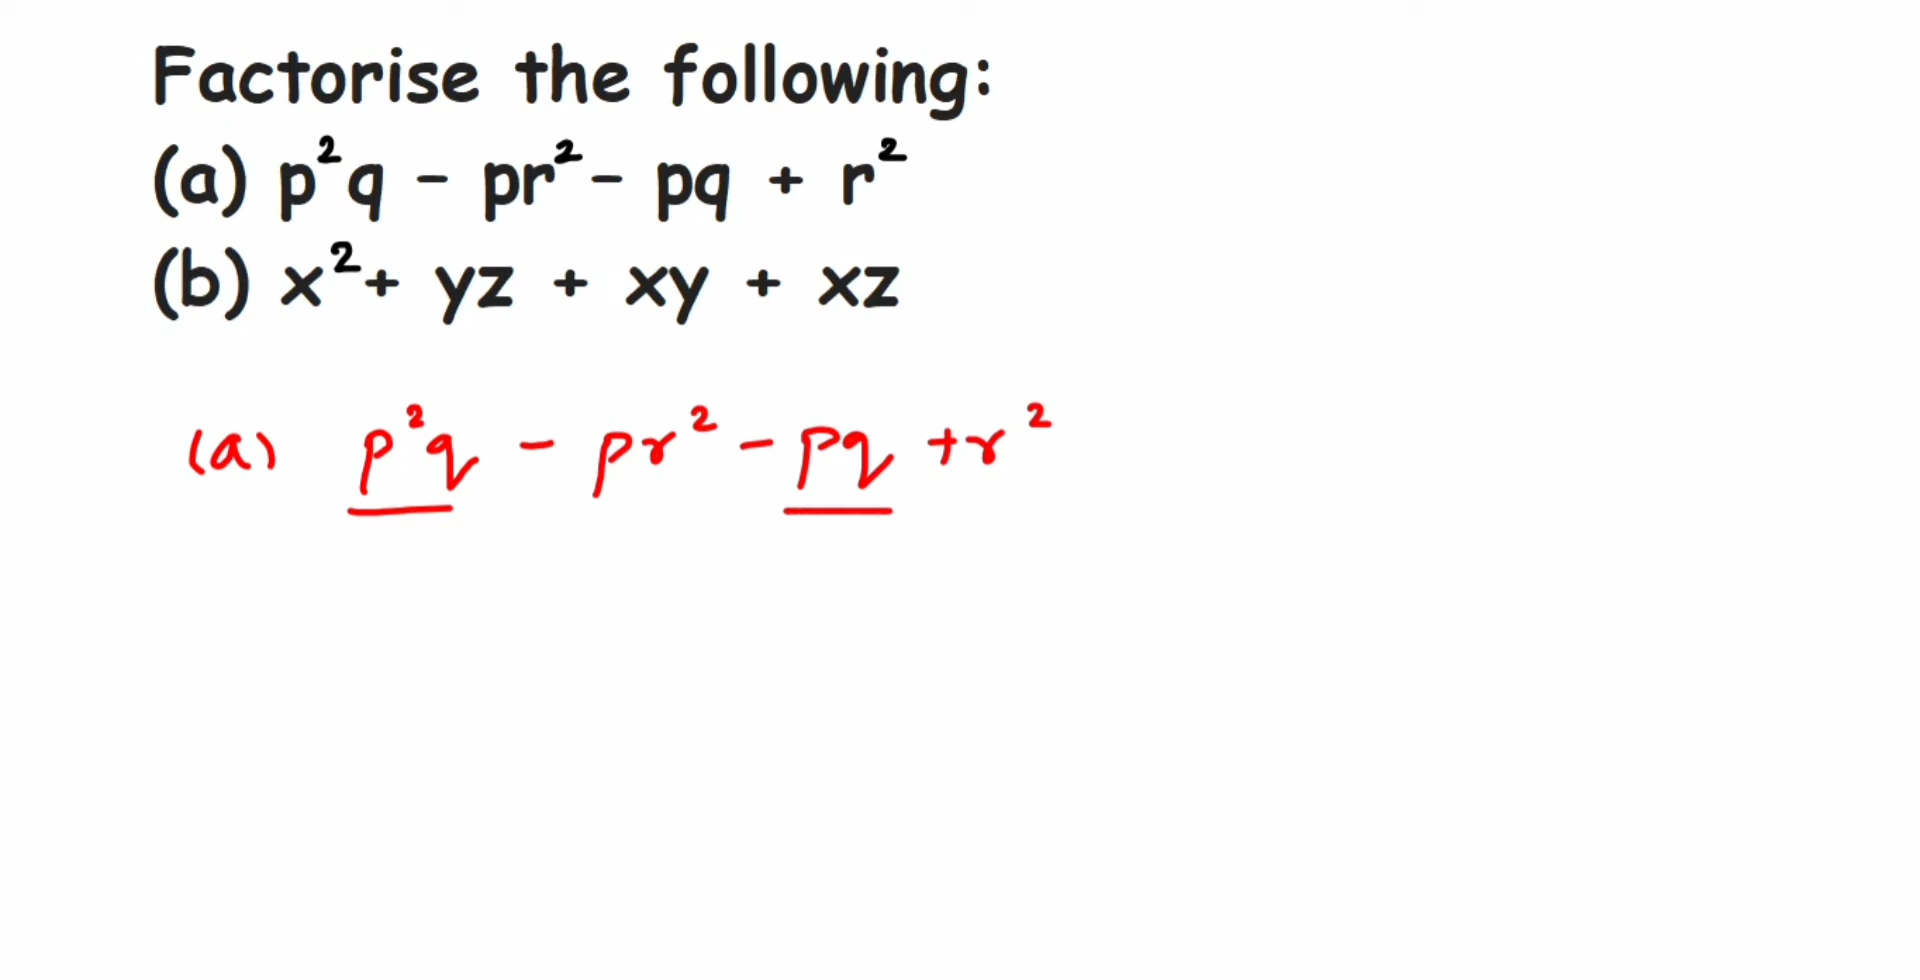 Factorise the following:
(a) p²q - pr² - pq + r²
(b) x² + yz + xy + xz
(a) p²q - pr² - pq + r²